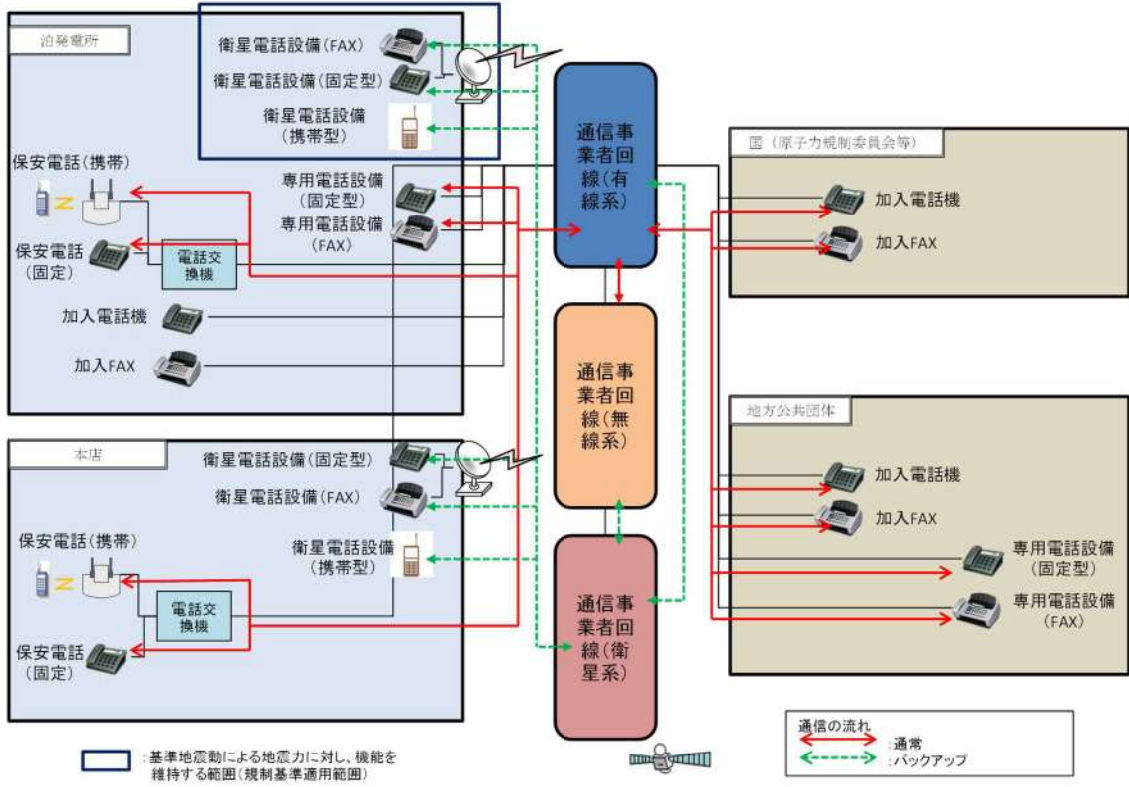 泊発電所
衛星電話設備(FAX)
衛星電話設備(固定型)
衛星電話設備
(携帯型)
保安電話(携帯)
専用電話設備
(固定型)
専用電話設備
(FAX)
保安電話
(固定)
電話交
換機
加入電話機
加入FAX
本店
衛星電話設備(固定型)
衛星電話設備(FAX)
衛星電話設備
(携帯型)
保安電話(携帯)
電話交
換機
保安電話
(固定)
通信事
業者回
線(有
線系)
通信事
業者回
線(無
線系)
通信事
業者回
線(衛
星系)
国(原子力規制委員会等)
加入電話機
加入FAX
地方公共団体
加入電話機
加入FAX
専用電話設備
(固定型)
専用電話設備
(FAX)
:基準地震動による地震力に対し、機能を
維持する範囲(規制基準適用範囲)
通信の流れ
:通常
:バックアップ